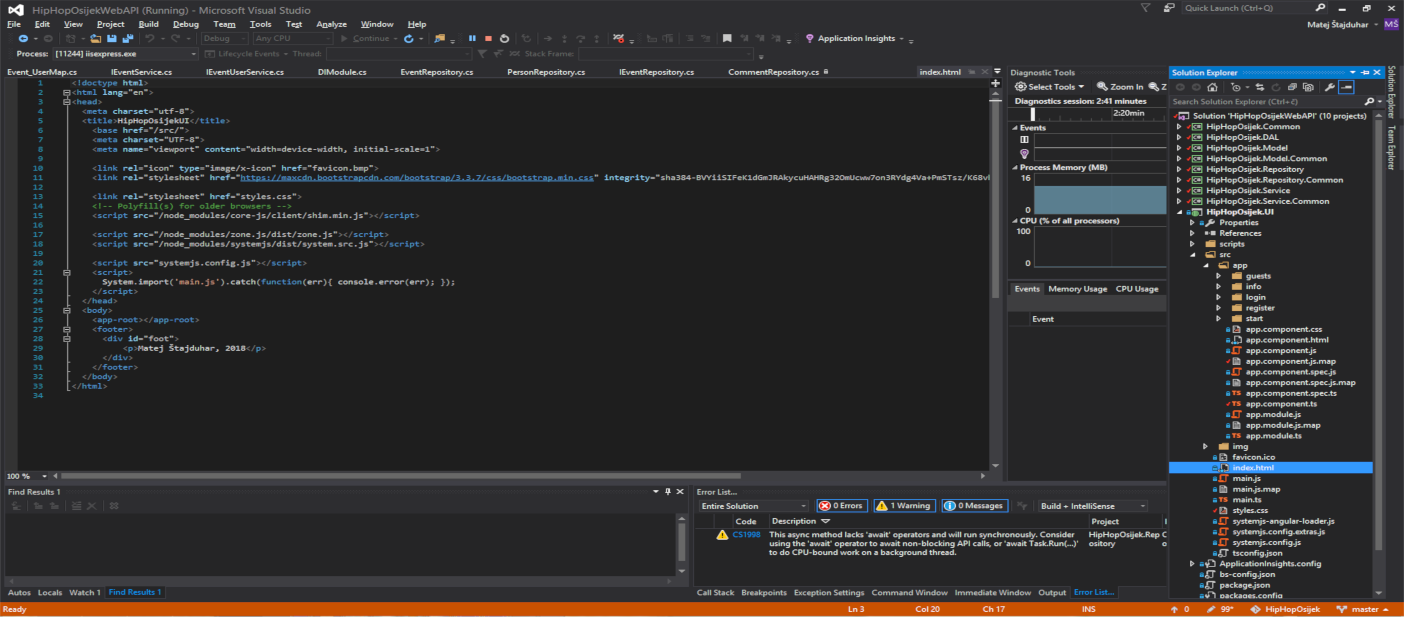 HipHopOsijekWebAPI (Running) - Microsoft Visual Studio
Quick Launch (Ctrl+Q)
File Edit View Project Build Debug Team Tools Test Analyze Window Help
Matej Štajduhar MŠ
Debug Any CPU Continue Application Insights
Process: [11244] iisexpress.exe Lifecycle Events Thread: Stack Frame:
Event_UserMap.cs IEventService.cs IEventUserService.cs DIModule.cs EventRepository.cs PersonRepository.cs IEventRepository.cs CommentRepository.cs index.html
1 <!doctype html>
2 <html lang="en">
3 <head>
4 <meta charset="utf-8">
5 <title>HipHopOsijekUI</title>
6 <base href="/src/">
7 <meta charset="UTF-8">
8 <meta name="viewport" content="width=device-width, initial-scale=1">
9
10 <link rel="icon" type="image/x-icon" href="favicon.bmp">
11 <link rel="stylesheet" href="https://maxcdn.bootstrapcdn.com/bootstrap/3.3.7/css/bootstrap.min.css" integrity=
12
13 <link rel="stylesheet" href="styles.css">
14 <!-- Polyfill(s) for older browsers -->
15 <script src="/node_modules/core-js/client/shim.min.js"></script>
16
17 <script src="/node_modules/zone.js/dist/zone.js"></script>
18 <script src="/node_modules/systemjs/dist/system.src.js"></script>
19
20 <script src="systemjs.config.js"></script>
21 <script>
22 System.import('main.js').catch(function(err){ console.error(err); });
23 </script>
24 </head>
25 <body>
26 <app-root></app-root>
27 <footer>
28 <div id="foot">
29 <p>Matej Štajduhar, 2018</p>
30 </div>
31 </footer>
32 </body>
33 </html>
34
100 %
Diagnostic Tools
Select Tools Zoom In
Diagnostics session: 2:41 minutes
2:20min
Events
Process Memory (MB)
16
0
CPU (% of all processors)
100
0
Events Memory Usage CPU Usage
Event
Solution Explorer
Search Solution Explorer (Ctrl+č)
Solution 'HipHopOsijekWebAPI' (10 projects)
HipHopOsijek.Common
HipHopOsijek.DAL
HipHopOsijek.Model
HipHopOsijek.Model.Common
HipHopOsijek.Repository
HipHopOsijek.Repository.Common
HipHopOsijek.Service
HipHopOsijek.Service.Common
HipHopOsijek.UI
Properties
References
scripts
src
app
guests
info
login
register
start
app.component.css
app.component.html
app.component.js
app.component.js.map
app.component.spec.js
app.component.spec.js.map
app.component.spec.ts
app.component.ts
app.module.js
app.module.js.map
app.module.ts
img
favicon.ico
index.html
main.js
main.js.map
main.ts
styles.css
systemjs-angular-loader.js
systemjs.config.extras.js
systemjs.config.js
tsconfig.json
ApplicationInsights.config
bs-config.json
package.json
packages.config
Solution Explorer
Team Explorer
Find Results 1
Error List...
Entire Solution 0 Errors 1 Warning 0 Messages Build + IntelliSense
Code Description Project
CS1998 This async method lacks 'await' operators and will run synchronously. Consider using the 'await' operator to await non-blocking API calls, or 'await Task.Run(...)' to do CPU-bound work on a background thread. HipHopOsijek.Rep ository
Autos Locals Watch 1 Find Results 1
Call Stack Breakpoints Exception Settings Command Window Immediate Window Output Error List...
Ready Ln 3 Col 20 Ch 17 INS 0 99* HipHopOsijek master